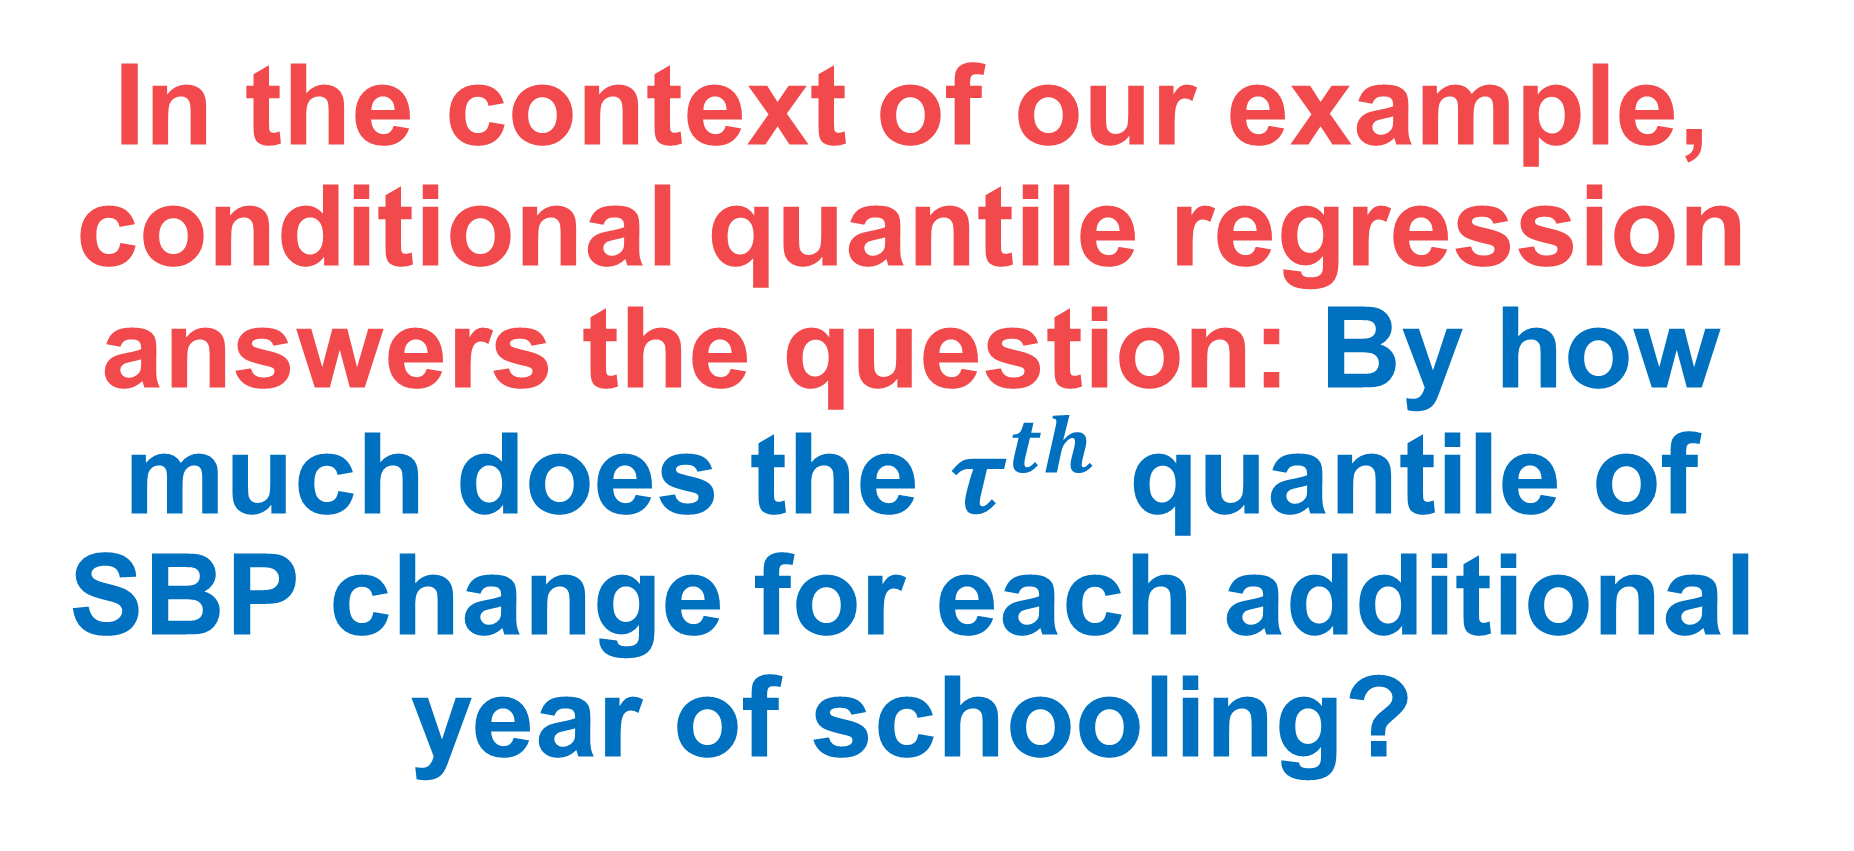 In the context of our example,
conditional quantile regression
answers the question: By how
much does the τᵗʰ quantile of
SBP change for each additional
year of schooling?